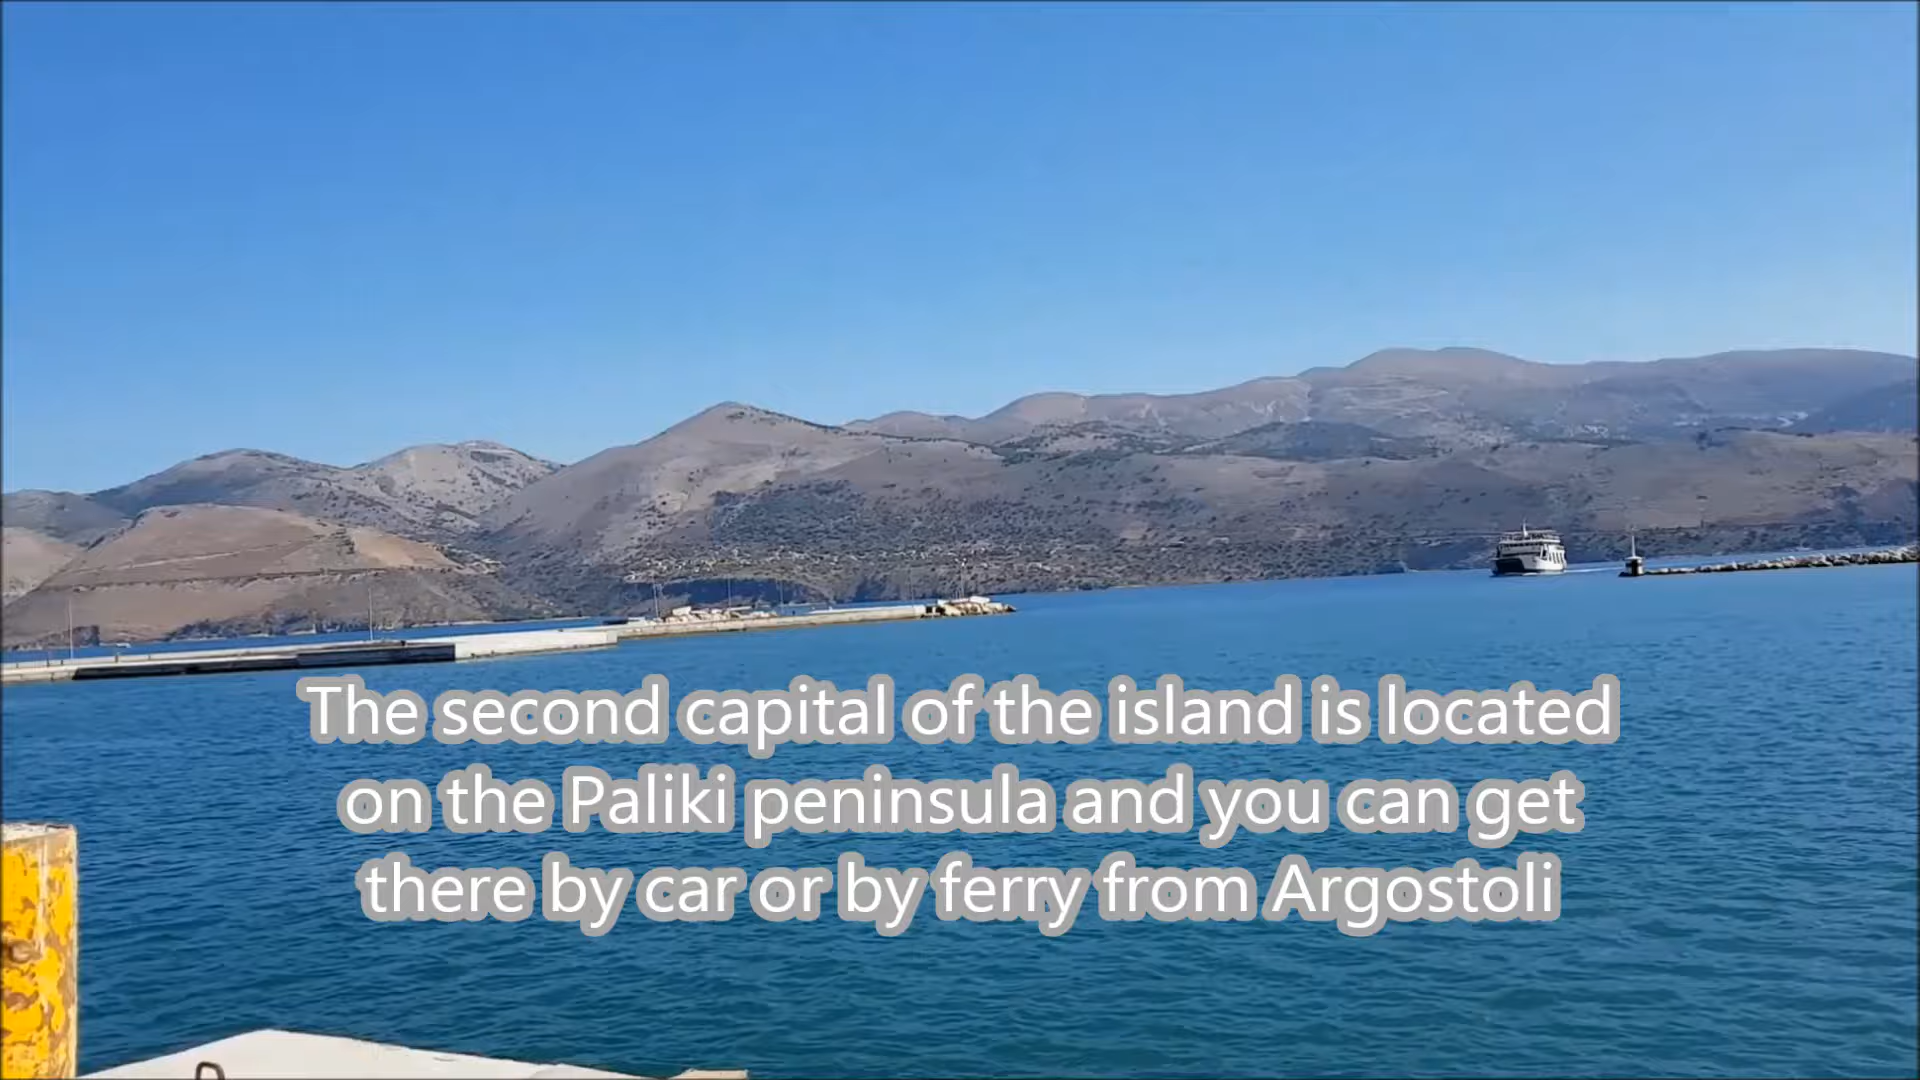 The second capital of the island is located
on the Paliki peninsula and you can get
there by car or by ferry from Argostoli